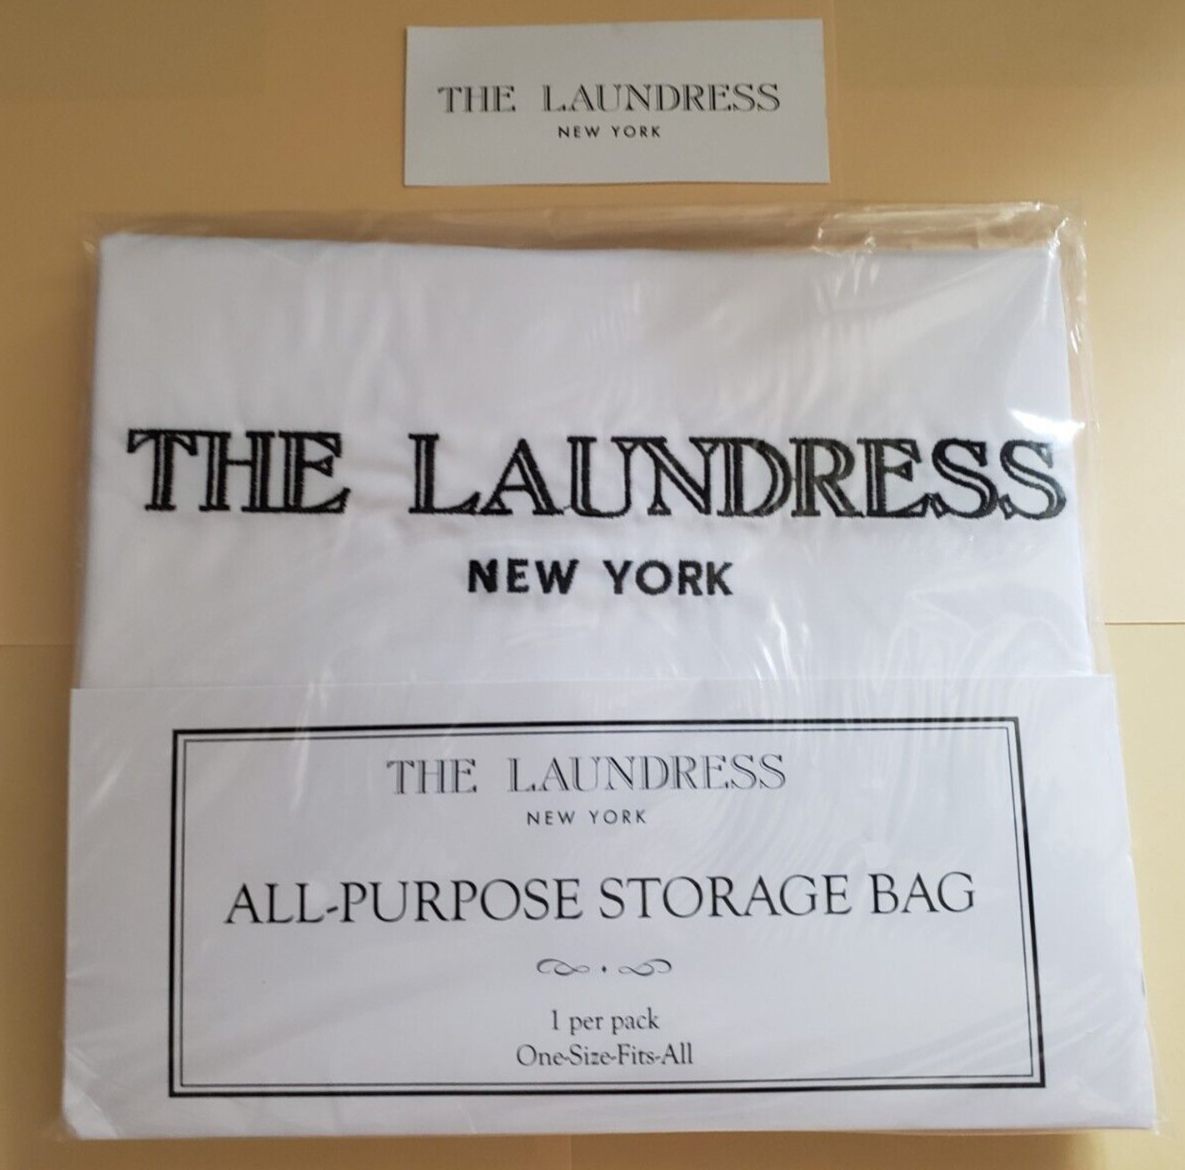 THE LAUNDRESS
NEW YORK
THE LAUNDRESS
NEW YORK
THE LAUNDRESS
NEW YORK
ALL-PURPOSE STORAGE BAG
1 per pack
One-Size-Fits-All